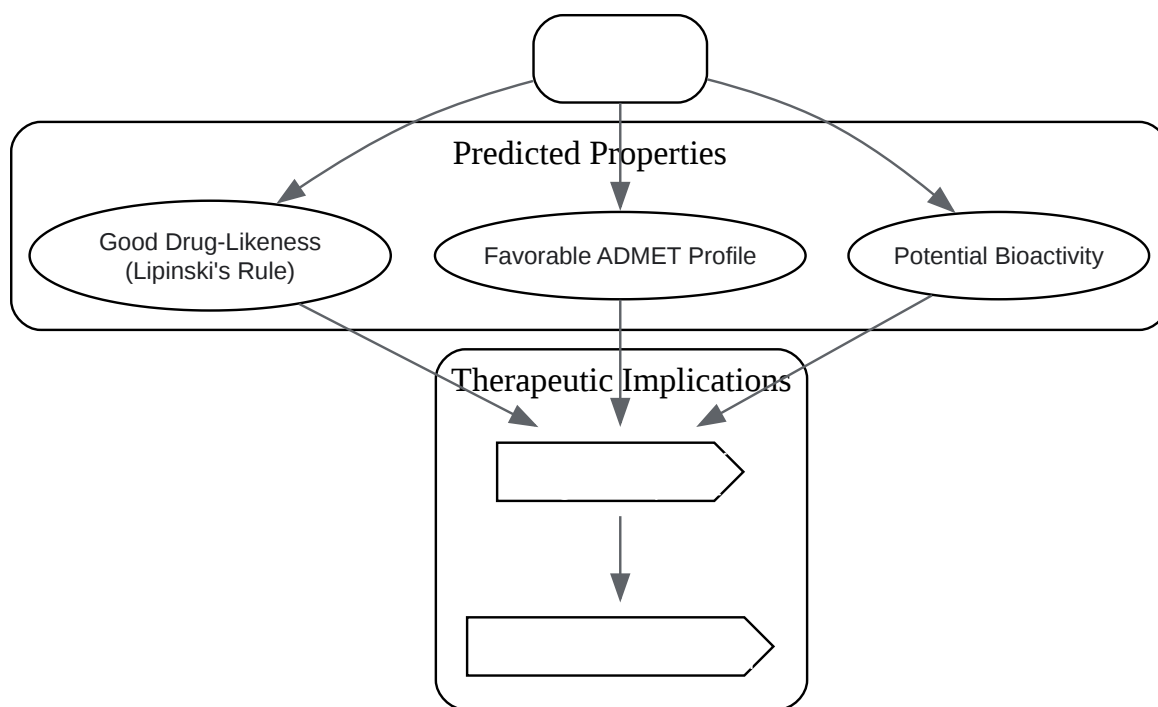 Predicted Properties
Good Drug-Likeness
(Lipinski's Rule)
Favorable ADMET Profile
Potential Bioactivity
Therapeutic Implications